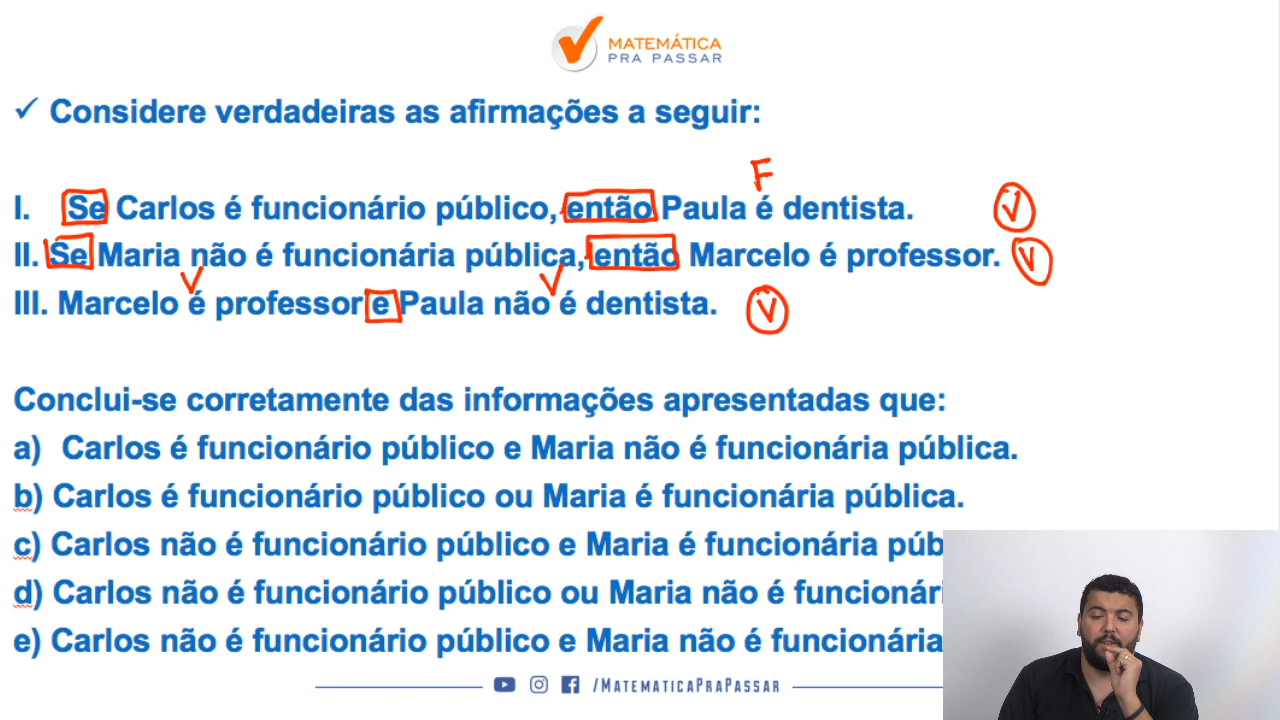 MATEMÁTICA
PRA PASSAR
✓ Considere verdadeiras as afirmações a seguir:
F
I. Se Carlos é funcionário público, então Paula é dentista. V
II. Se Maria não é funcionária pública, então Marcelo é professor. V
V V
III. Marcelo é professor e Paula não é dentista. V
Conclui-se corretamente das informações apresentadas que:
a) Carlos é funcionário público e Maria não é funcionária pública.
b) Carlos é funcionário público ou Maria é funcionária pública.
c) Carlos não é funcionário público e Maria é funcionária
d) Carlos não é funcionário público ou Maria não é
e) Carlos não é funcionário público e Maria não é funcionária
/MATEMATICAPRAPASSAR